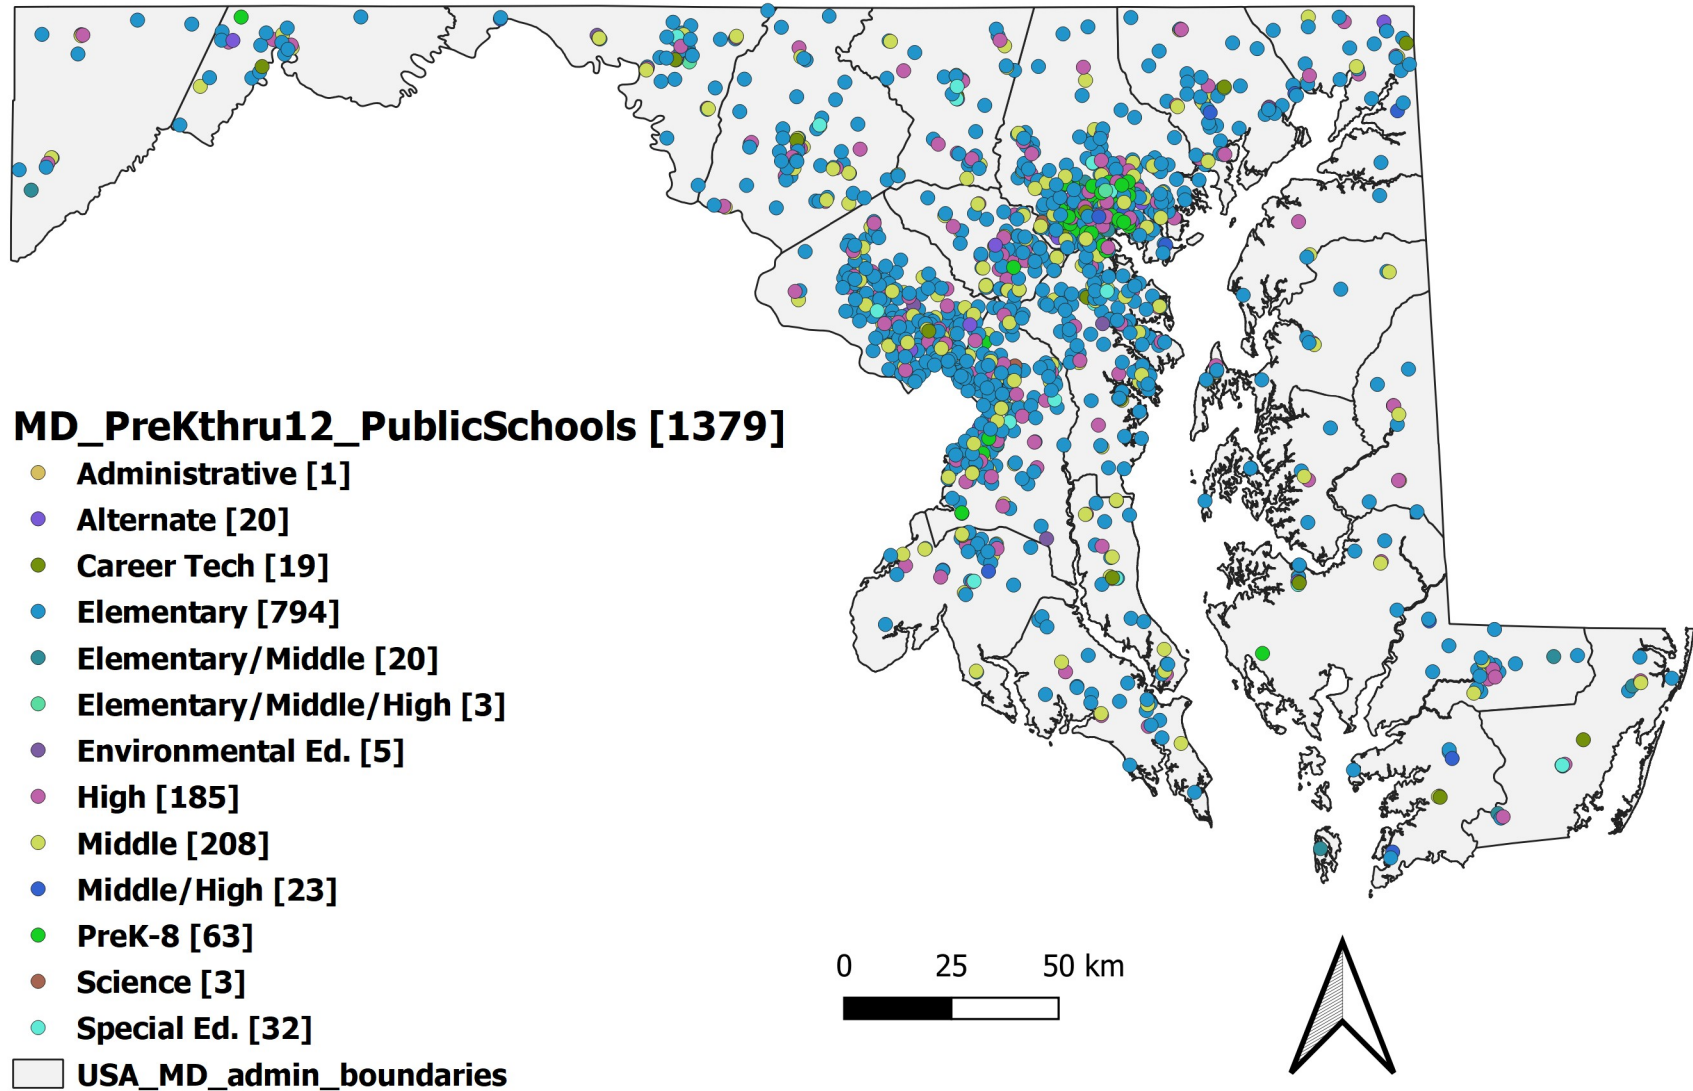 MD_PreKthru12_PublicSchools [1379]
Administrative [1]
Alternate [20]
Career Tech [19]
Elementary [794]
Elementary/Middle [20]
Elementary/Middle/High [3]
Environmental Ed. [5]
High [185]
Middle [208]
Middle/High [23]
PreK-8 [63]
Science [3]
Special Ed. [32]
USA_MD_admin_boundaries
0 25 50 km